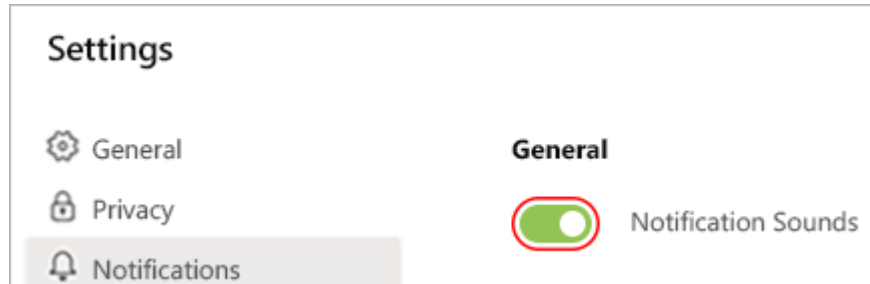 Settings
General
Privacy
Notifications
General
Notification Sounds